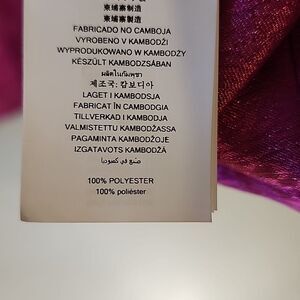 柬埔寨制造
柬埔寨製造
FABRICADO NO CAMBOJA
VYROBENO V KAMBODŽI
WYPRODUKOWANO W KAMBODŻY
KÉSZÜLT KAMBODZSÁBAN
ผลิตในกัมพูชา
제조국: 캄보디아
LAGET I KAMBODSJA
FABRICAT ÎN CAMBODGIA
TILLVERKAD I KAMBODJA
VALMISTETTU KAMBODŽASSA
PAGAMINTA KAMBODŽOJE
IZGATAVOTS KAMBODŽĀ
صنع في كمبوديا
100% POLYESTER
100% poliéster